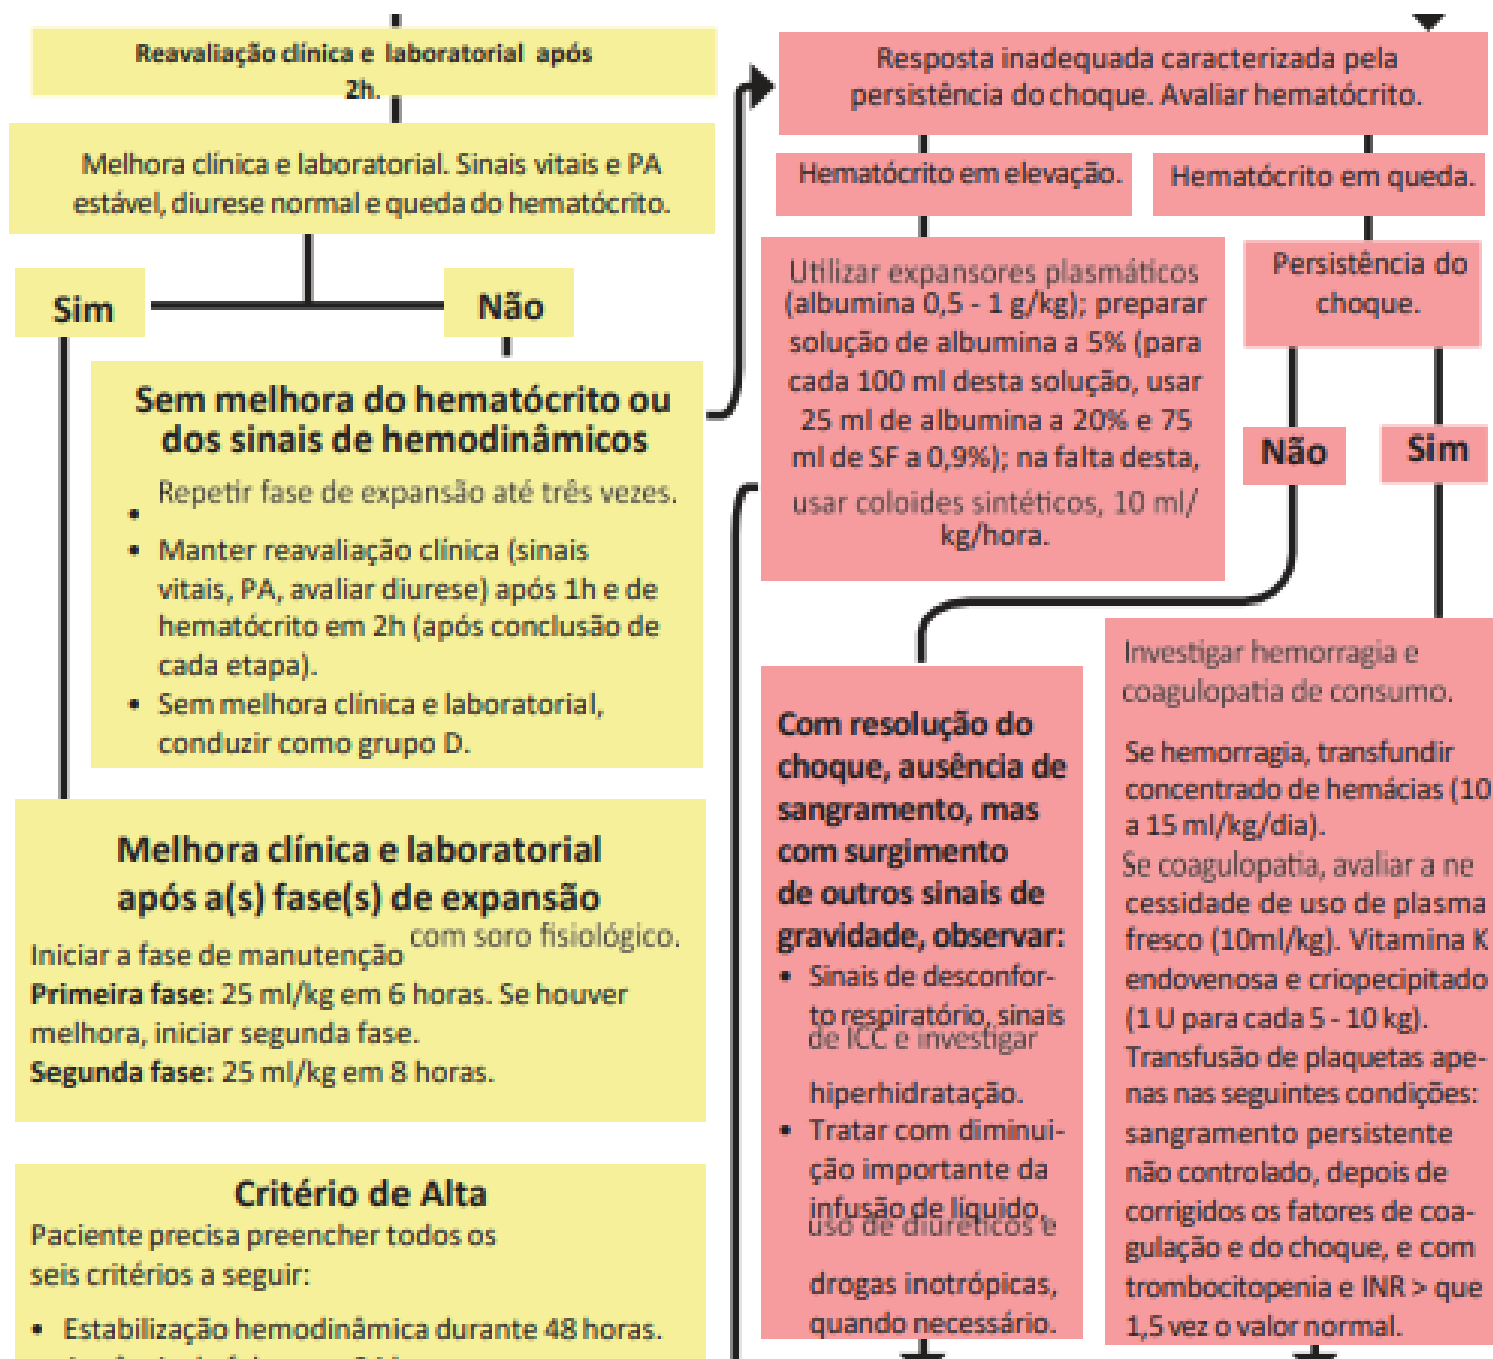 Reavaliação clínica e laboratorial após
2h.
Melhora clínica e laboratorial. Sinais vitais e PA
estável, diurese normal e queda do hematócrito.
Sim
Não
Sem melhora do hematócrito ou
dos sinais de hemodinâmicos
• Repetir fase de expansão até três vezes.
• Manter reavaliação clínica (sinais
vitais, PA, avaliar diurese) após 1h e de
hematócrito em 2h (após conclusão de
cada etapa).
• Sem melhora clínica e laboratorial,
conduzir como grupo D.
Melhora clínica e laboratorial
após a(s) fase(s) de expansão
Iniciar a fase de manutenção com soro fisiológico.
Primeira fase: 25 ml/kg em 6 horas. Se houver
melhora, iniciar segunda fase.
Segunda fase: 25 ml/kg em 8 horas.
Critério de Alta
Paciente precisa preencher todos os
seis critérios a seguir:
• Estabilização hemodinâmica durante 48 horas.
Resposta inadequada caracterizada pela
persistência do choque. Avaliar hematócrito.
Hematócrito em elevação.
Utilizar expansores plasmáticos
(albumina 0,5 - 1 g/kg); preparar
solução de albumina a 5% (para
cada 100 ml desta solução, usar
25 ml de albumina a 20% e 75
ml de SF a 0,9%); na falta desta,
usar coloides sintéticos, 10 ml/
kg/hora.
Hematócrito em queda.
Persistência do
choque.
Não
Sim
Com resolução do
choque, ausência de
sangramento, mas
com surgimento
de outros sinais de
gravidade, observar:
• Sinais de desconfor-
to respiratório, sinais
de ICC e investigar
hiperhidratação.
• Tratar com diminui-
ção importante da
infusão de líquido,
uso de diuréticos e
drogas inotrópicas,
quando necessário.
Investigar hemorragia e
coagulopatia de consumo.
Se hemorragia, transfundir
concentrado de hemácias (10
a 15 ml/kg/dia).
Se coagulopatia, avaliar a ne
cessidade de uso de plasma
fresco (10ml/kg). Vitamina K
endovenosa e criopecipitado
(1 U para cada 5 - 10 kg).
Transfusão de plaquetas ape-
nas nas seguintes condições:
sangramento persistente
não controlado, depois de
corrigidos os fatores de coa-
gulação e do choque, e com
trombocitopenia e INR > que
1,5 vez o valor normal.